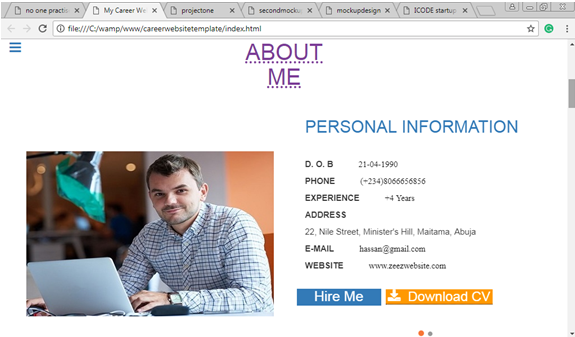 no one practis
My Career We
projectone
secondmockup
mockupdesign
ICODE startup
file:///C:/wamp/www/careerwebsitetemplate/index.html
ABOUT
ME
PERSONAL INFORMATION
D. O. B 21-04-1990
PHONE (+234)8066656856
EXPERIENCE +4 Years
ADDRESS
22, Nile Street, Minister's Hill, Maitama, Abuja
E-MAIL hassan@gmail.com
WEBSITE www.zeezwebsite.com
Hire Me Download CV